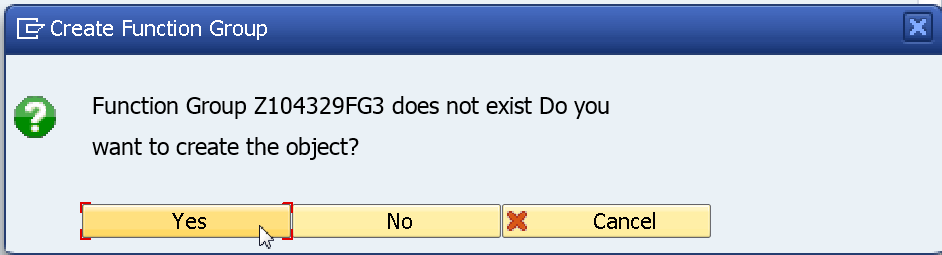 Create Function Group
Function Group Z104329FG3 does not exist Do you
want to create the object?
Yes No Cancel